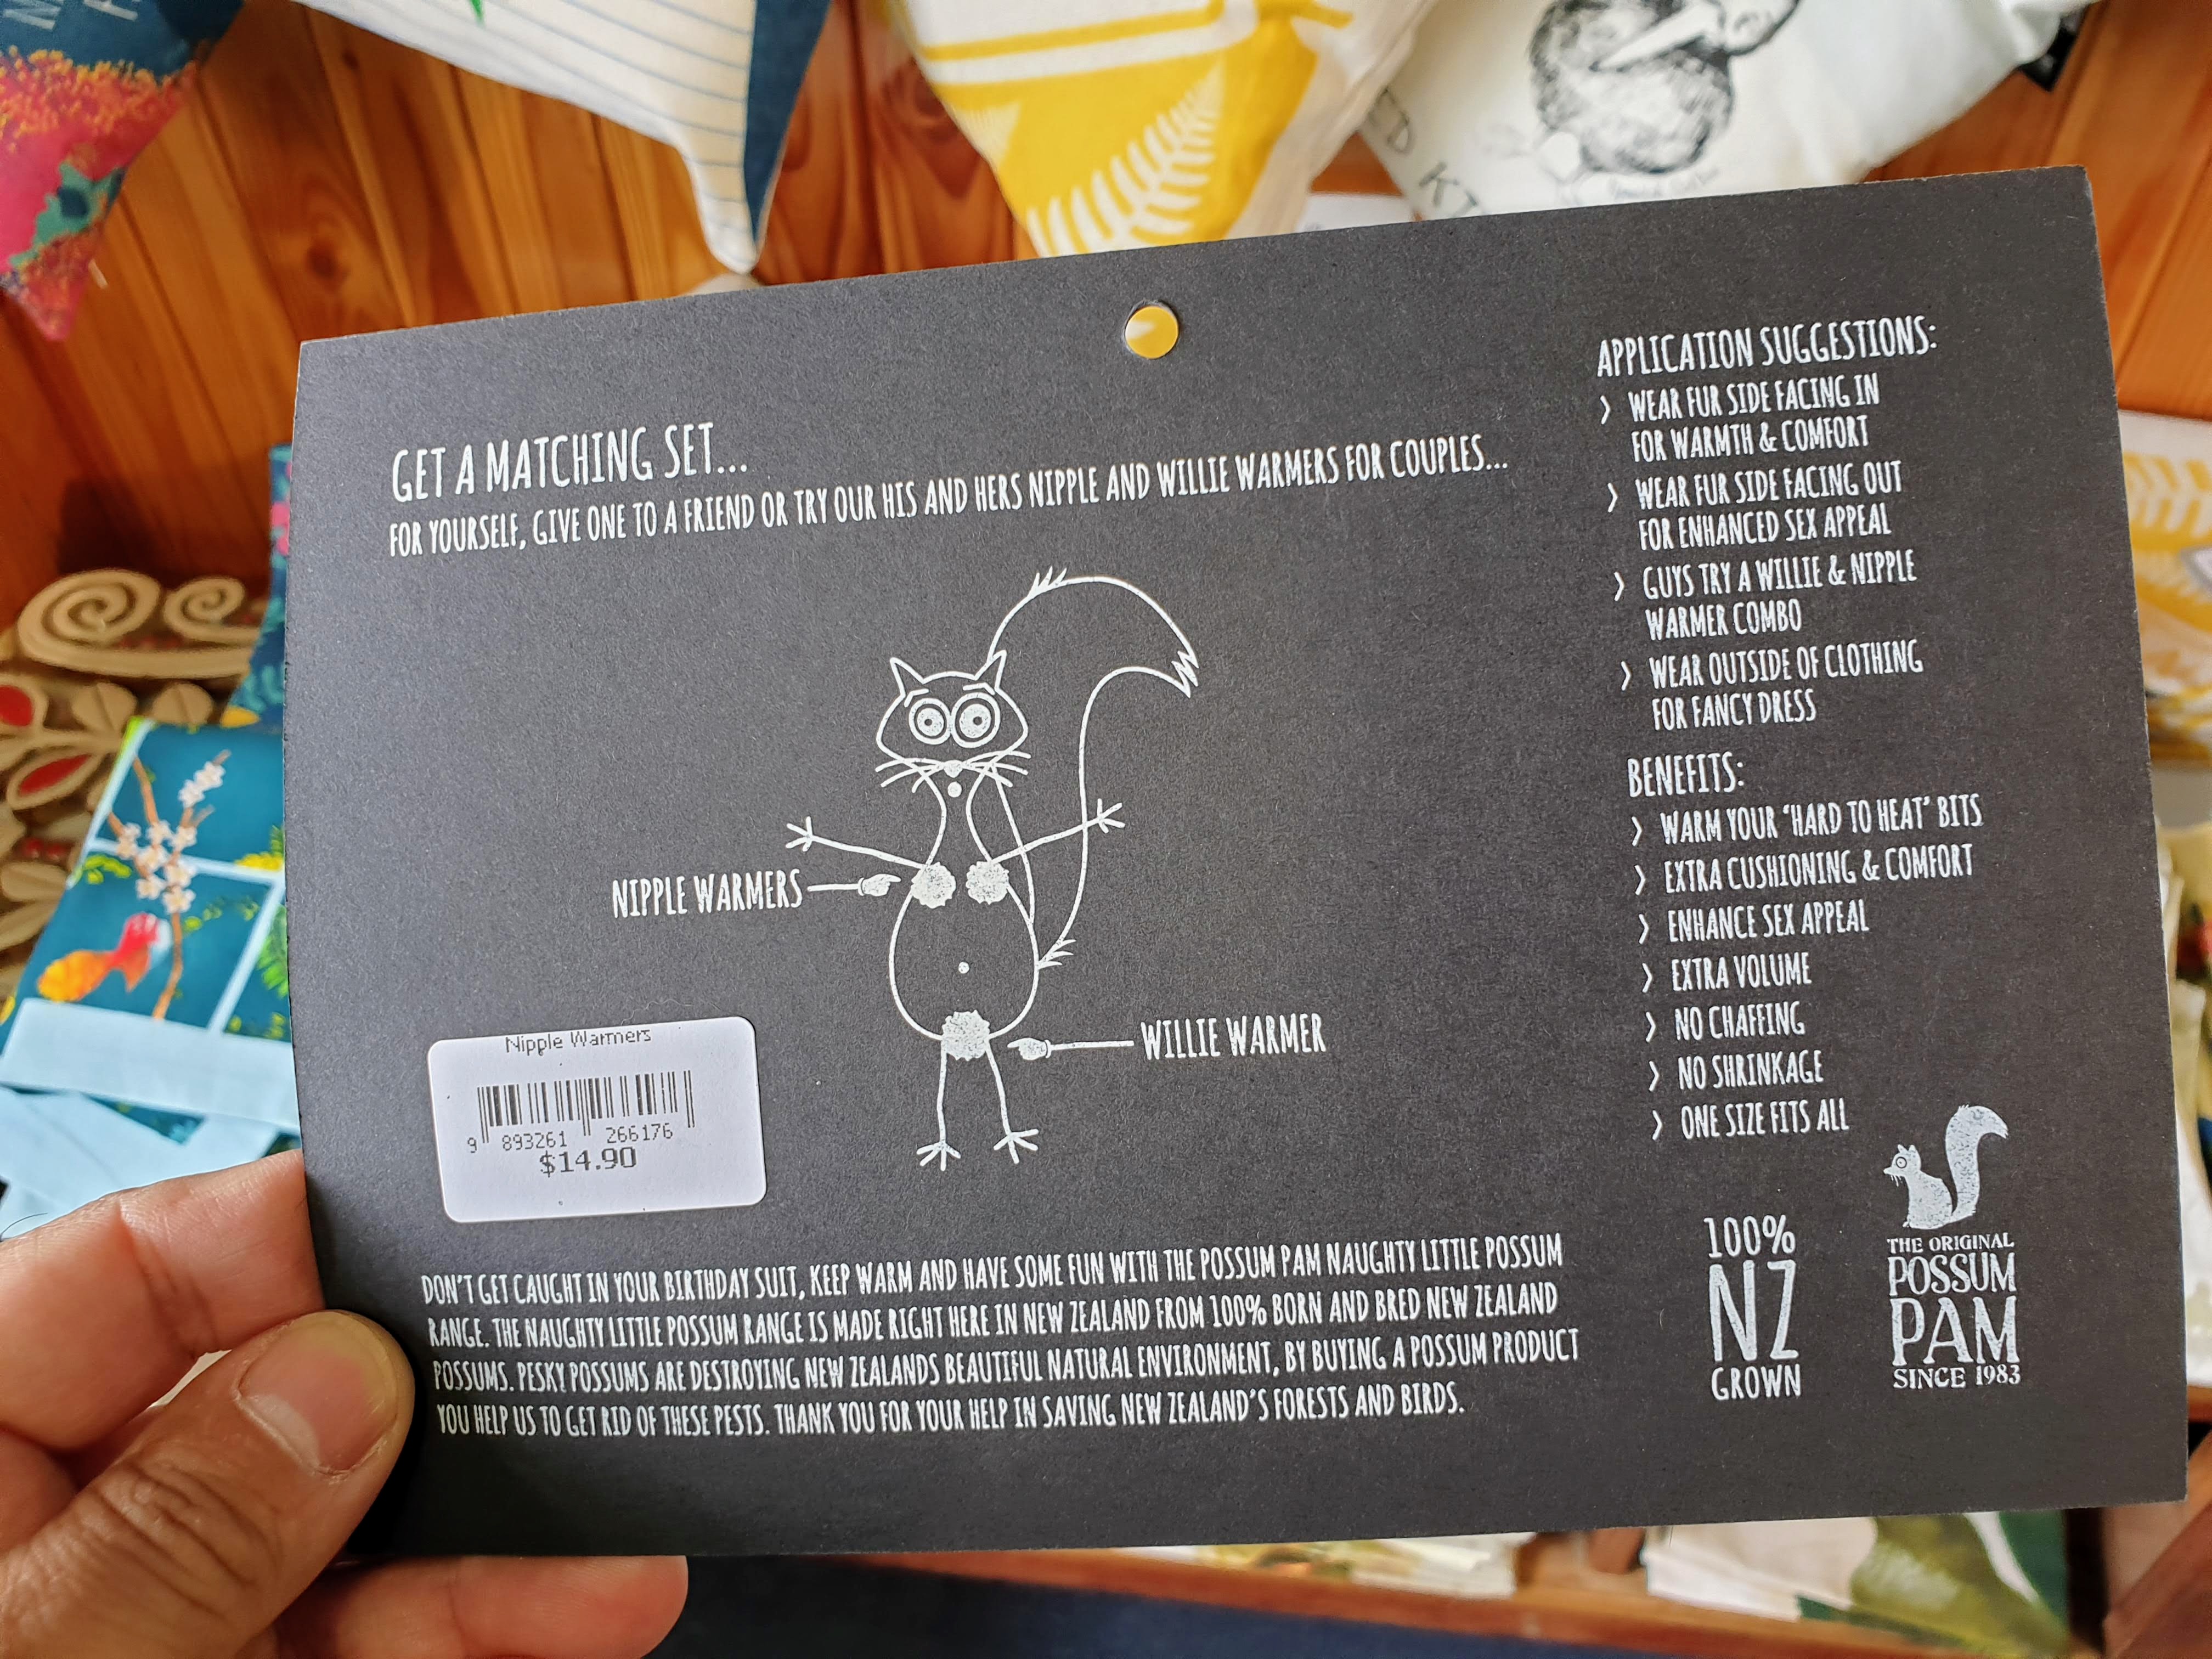 GET A MATCHING SET...
FOR YOURSELF, GIVE ONE TO A FRIEND OR TRY OUR HIS AND HERS NIPPLE AND WILLIE WARMERS FOR COUPLES...
NIPPLE WARMERS
WILLIE WARMER
Nipple Warmers
9 893261 266176
$14.90
DON'T GET CAUGHT IN YOUR BIRTHDAY SUIT, KEEP WARM AND HAVE SOME FUN WITH THE POSSUM PAM NAUGHTY LITTLE POSSUM
RANGE. THE NAUGHTY LITTLE POSSUM RANGE IS MADE RIGHT HERE IN NEW ZEALAND FROM 100% BORN AND BRED NEW ZEALAND
POSSUMS. PESKY POSSUMS ARE DESTROYING NEW ZEALANDS BEAUTIFUL NATURAL ENVIRONMENT, BY BUYING A POSSUM PRODUCT
YOU HELP US TO GET RID OF THESE PESTS. THANK YOU FOR YOUR HELP IN SAVING NEW ZEALAND'S FORESTS AND BIRDS.
APPLICATION SUGGESTIONS:
> WEAR FUR SIDE FACING IN
FOR WARMTH & COMFORT
> WEAR FUR SIDE FACING OUT
FOR ENHANCED SEX APPEAL
> GUYS TRY A WILLIE & NIPPLE
WARMER COMBO
> WEAR OUTSIDE OF CLOTHING
FOR FANCY DRESS
BENEFITS:
> WARM YOUR 'HARD TO HEAT' BITS
> EXTRA CUSHIONING & COMFORT
> ENHANCE SEX APPEAL
> EXTRA VOLUME
> NO CHAFFING
> NO SHRINKAGE
> ONE SIZE FITS ALL
100%
NZ
GROWN
THE ORIGINAL
POSSUM
PAM
SINCE 1983